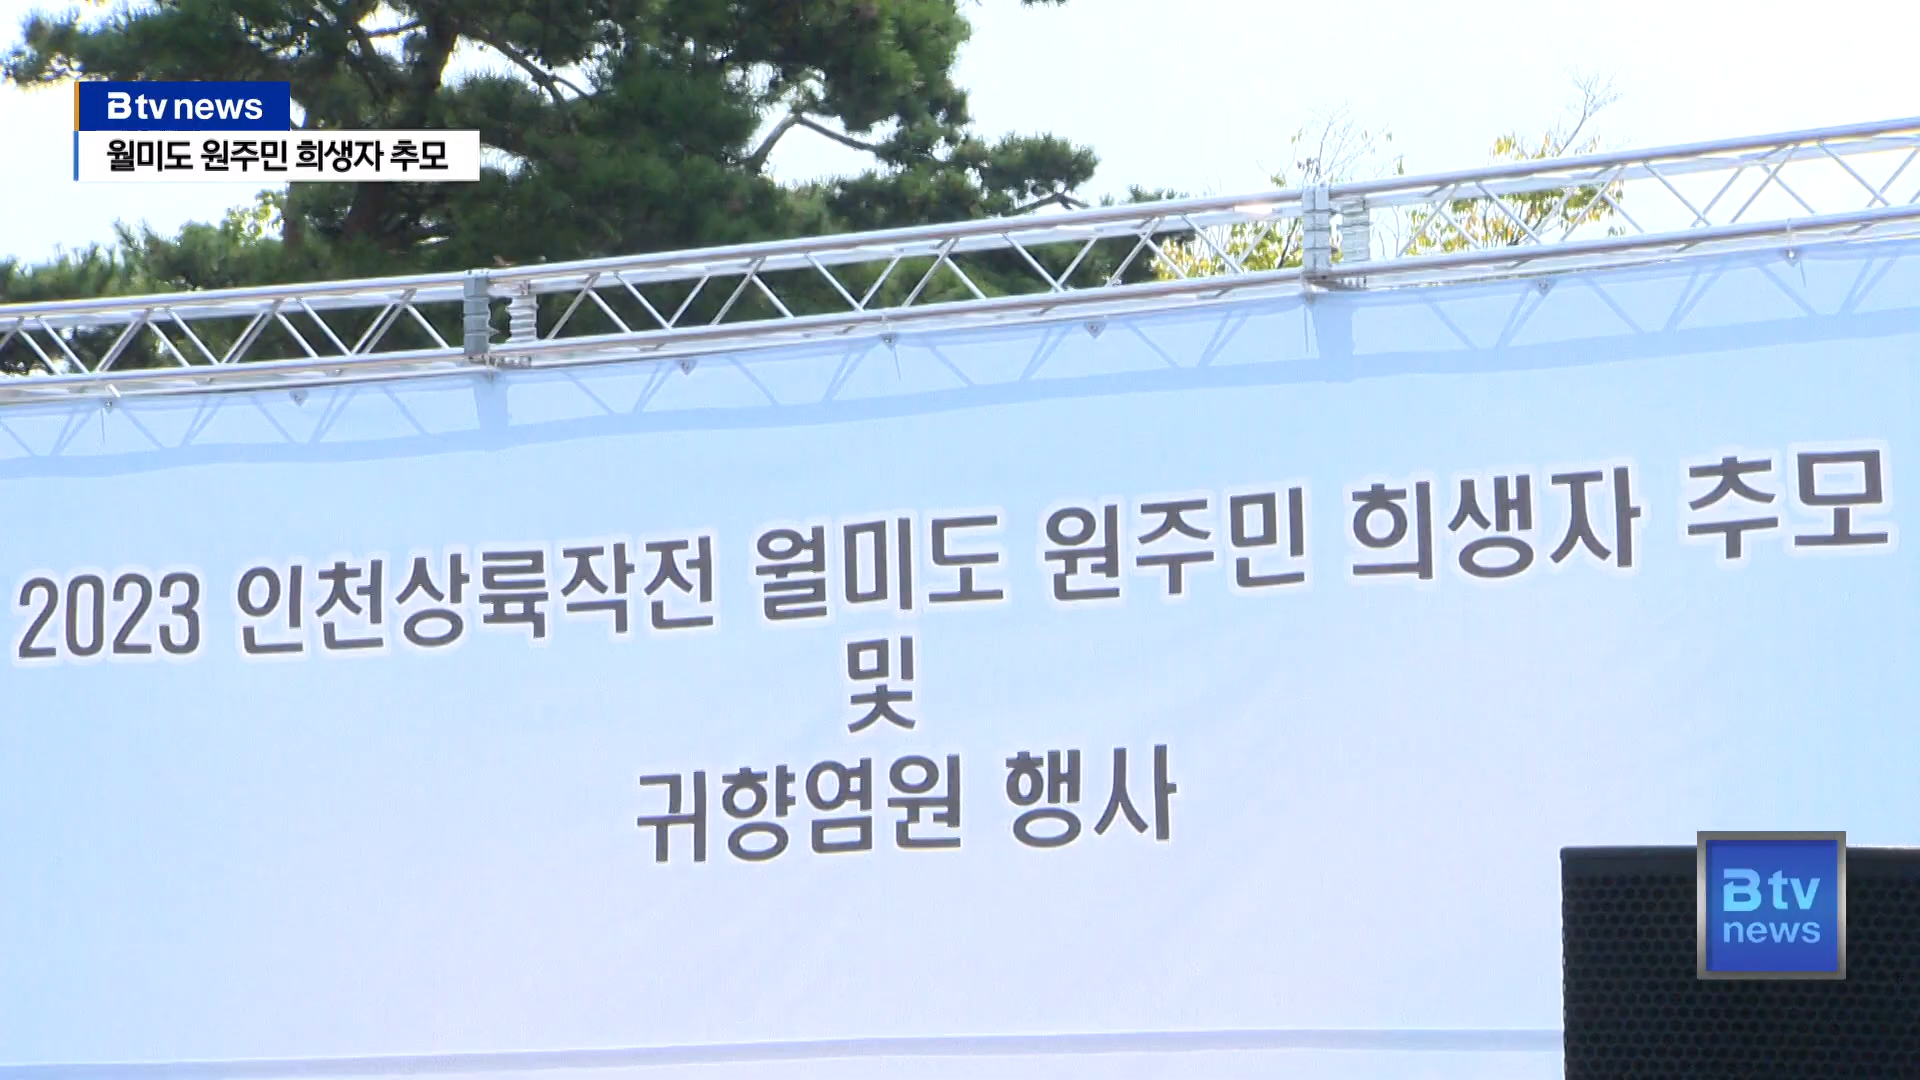 B tv news
월미도 원주민 희생자 추모
2023 인천상륙작전 월미도 원주민 희생자 추모
및
귀향염원 행사
B tv
news